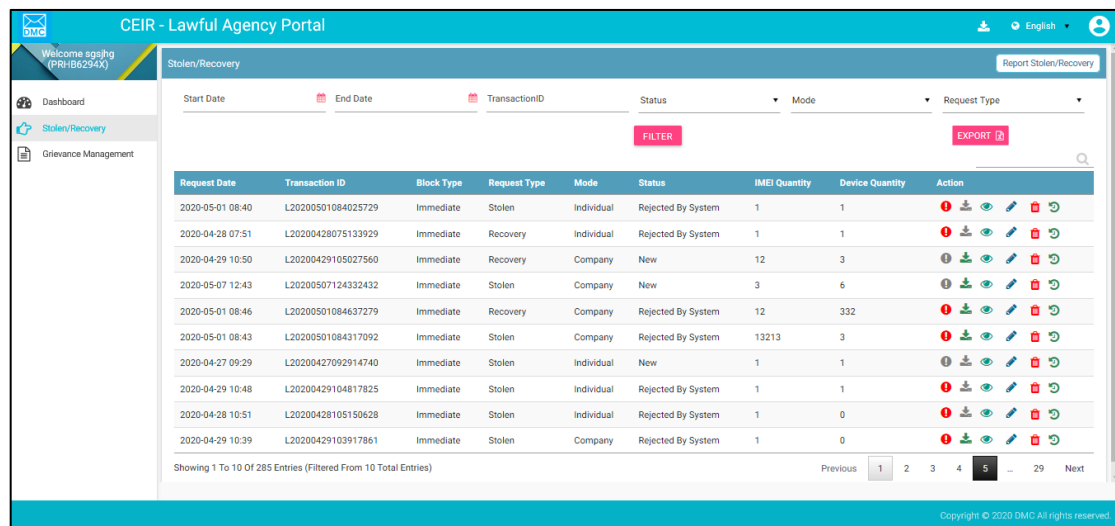 DMC
CEIR - Lawful Agency Portal
English
Welcome sgsjhg
(PRHB6294X)
Stolen/Recovery
Report Stolen/Recovery
Dashboard
Stolen/Recovery
Grievance Management
Start Date End Date TransactionID Status Mode Request Type
FILTER EXPORT
Request Date Transaction ID Block Type Request Type Mode Status IMEI Quantity Device Quantity Action
2020-05-01 08:40 L20200501084025729 Immediate Stolen Individual Rejected By System 1 1
2020-04-28 07:51 L20200428075133929 Immediate Recovery Individual Rejected By System 1 1
2020-04-29 10:50 L20200429105027560 Immediate Recovery Company New 12 3
2020-05-07 12:43 L20200507124332432 Immediate Stolen Company New 3 6
2020-05-01 08:46 L20200501084637279 Immediate Recovery Company Rejected By System 12 332
2020-05-01 08:43 L20200501084317092 Immediate Stolen Company Rejected By System 13213 3
2020-04-27 09:29 L20200427092914740 Immediate Stolen Individual New 1 1
2020-04-29 10:48 L20200429104817825 Immediate Stolen Individual Rejected By System 1 1
2020-04-28 10:51 L20200428105150628 Immediate Stolen Individual Rejected By System 1 0
2020-04-29 10:39 L20200429103917861 Immediate Stolen Company Rejected By System 1 0
Showing 1 To 10 Of 285 Entries (Filtered From 10 Total Entries) Previous 1 2 3 4 5 ... 29 Next
Copyright © 2020 DMC All rights reserved.